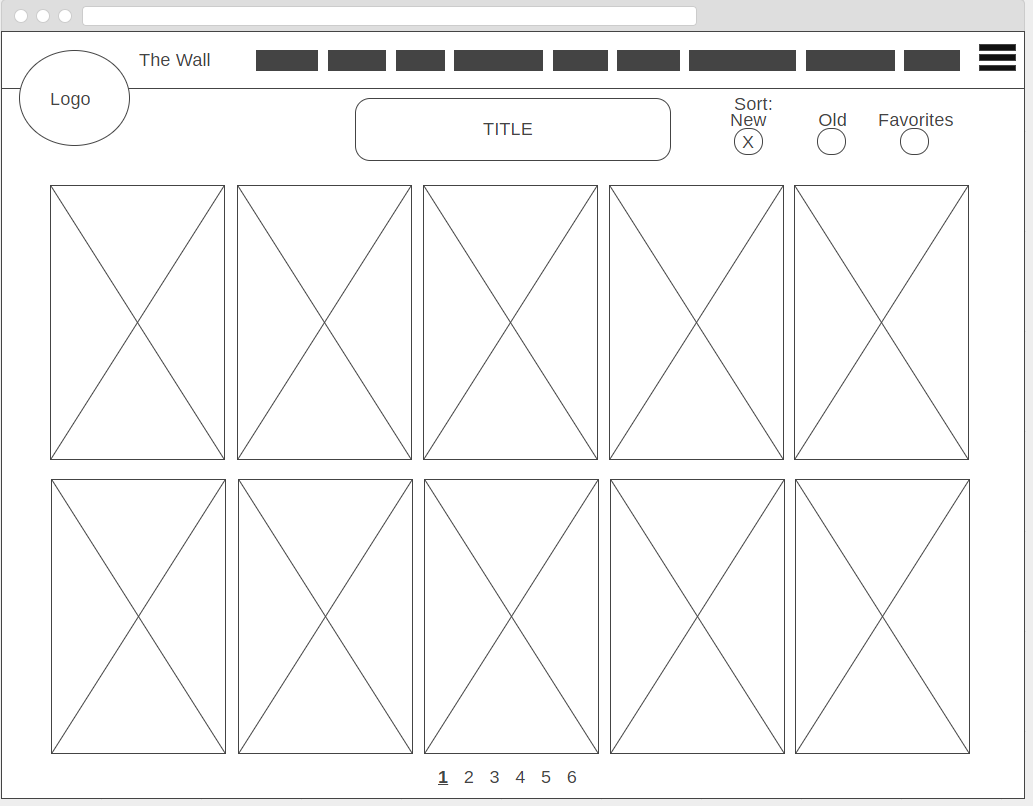 The Wall
Logo
TITLE
Sort:
New
Old
Favorites
X
1 2 3 4 5 6